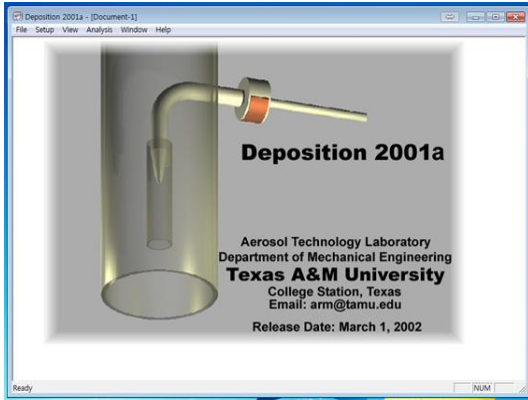 Deposition 2001a - [Document-1]
File Setup View Analysis Window Help
Deposition 2001a
Aerosol Technology Laboratory
Department of Mechanical Engineering
Texas A&M University
College Station, Texas
Email: arm@tamu.edu
Release Date: March 1, 2002
Ready
NUM